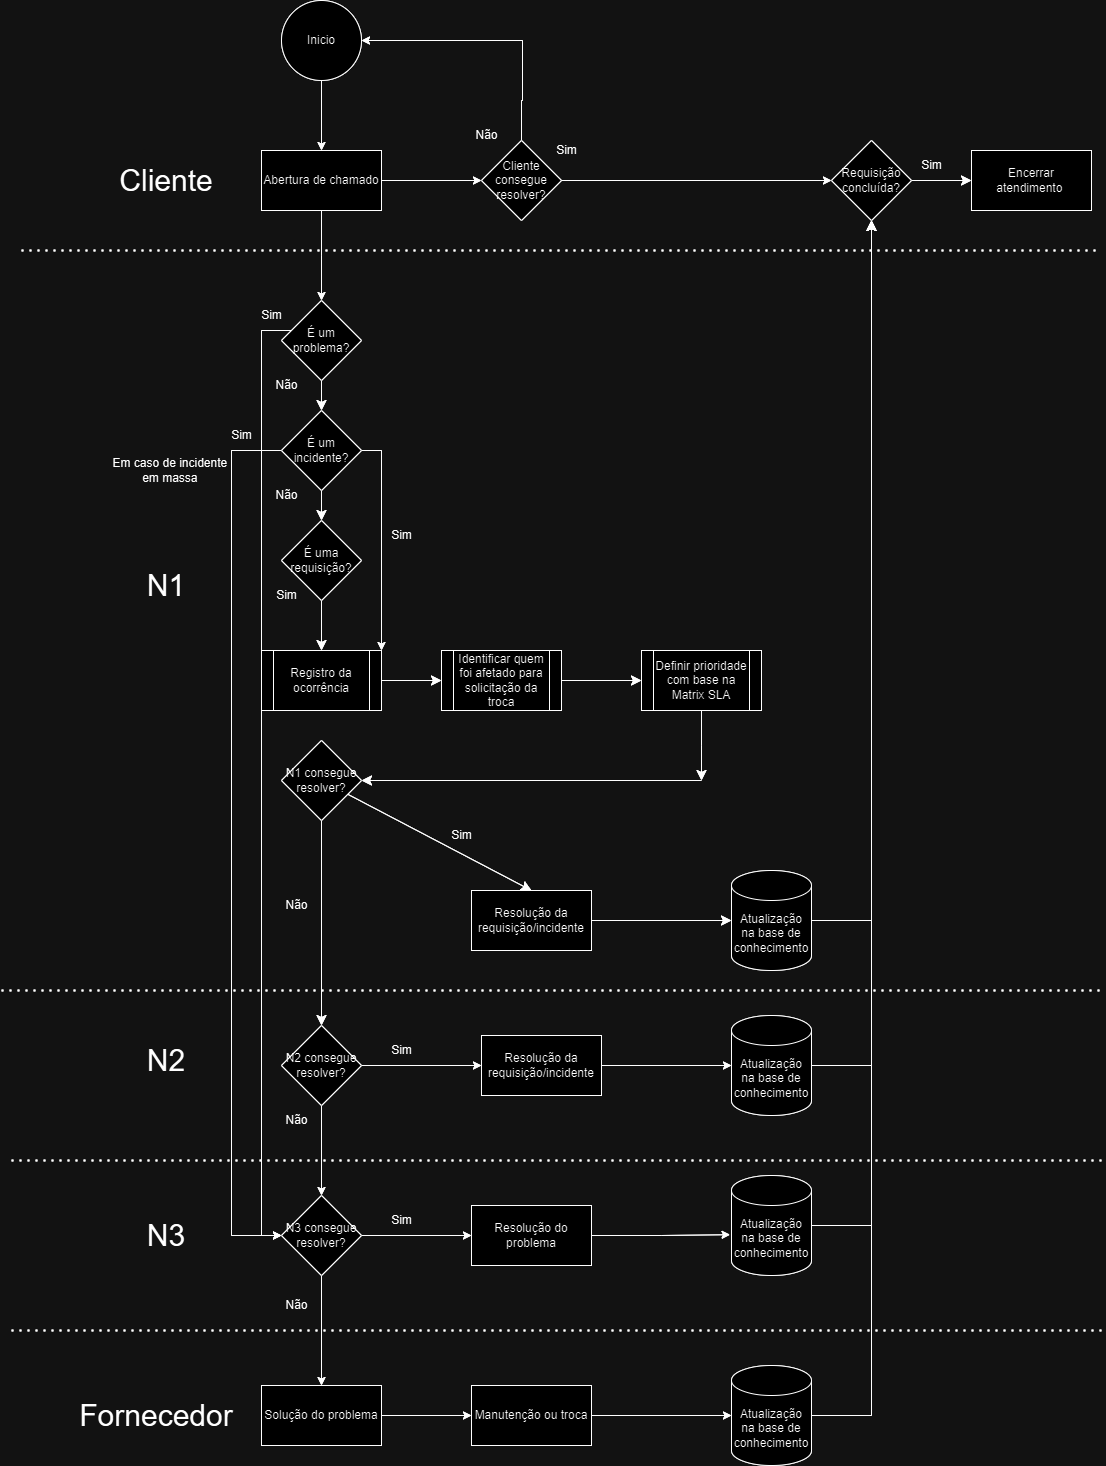 Inicio
Não
Sim
Cliente
Abertura de chamado
Cliente
consegue
resolver?
Requisição
concluída?
Sim
Encerrar
atendimento
Sim
É um
problema?
Não
Sim
Em caso de incidente
em massa
É um
incidente?
Não
Sim
É uma
requisição?
Sim
N1
Registro da
ocorrência
Identificar quem
foi afetado para
solicitação da
troca
Definir prioridade
com base na
Matrix SLA
N1 consegue
resolver?
Sim
Não
Resolução da
requisição/incidente
Atualização
na base de
conhecimento
N2
N2 consegue
resolver?
Sim
Resolução da
requisição/incidente
Atualização
na base de
conhecimento
Não
N3
N3 consegue
resolver?
Sim
Resolução do
problema
Atualização
na base de
conhecimento
Não
Fornecedor
Solução do problema
Manutenção ou troca
Atualização
na base de
conhecimento